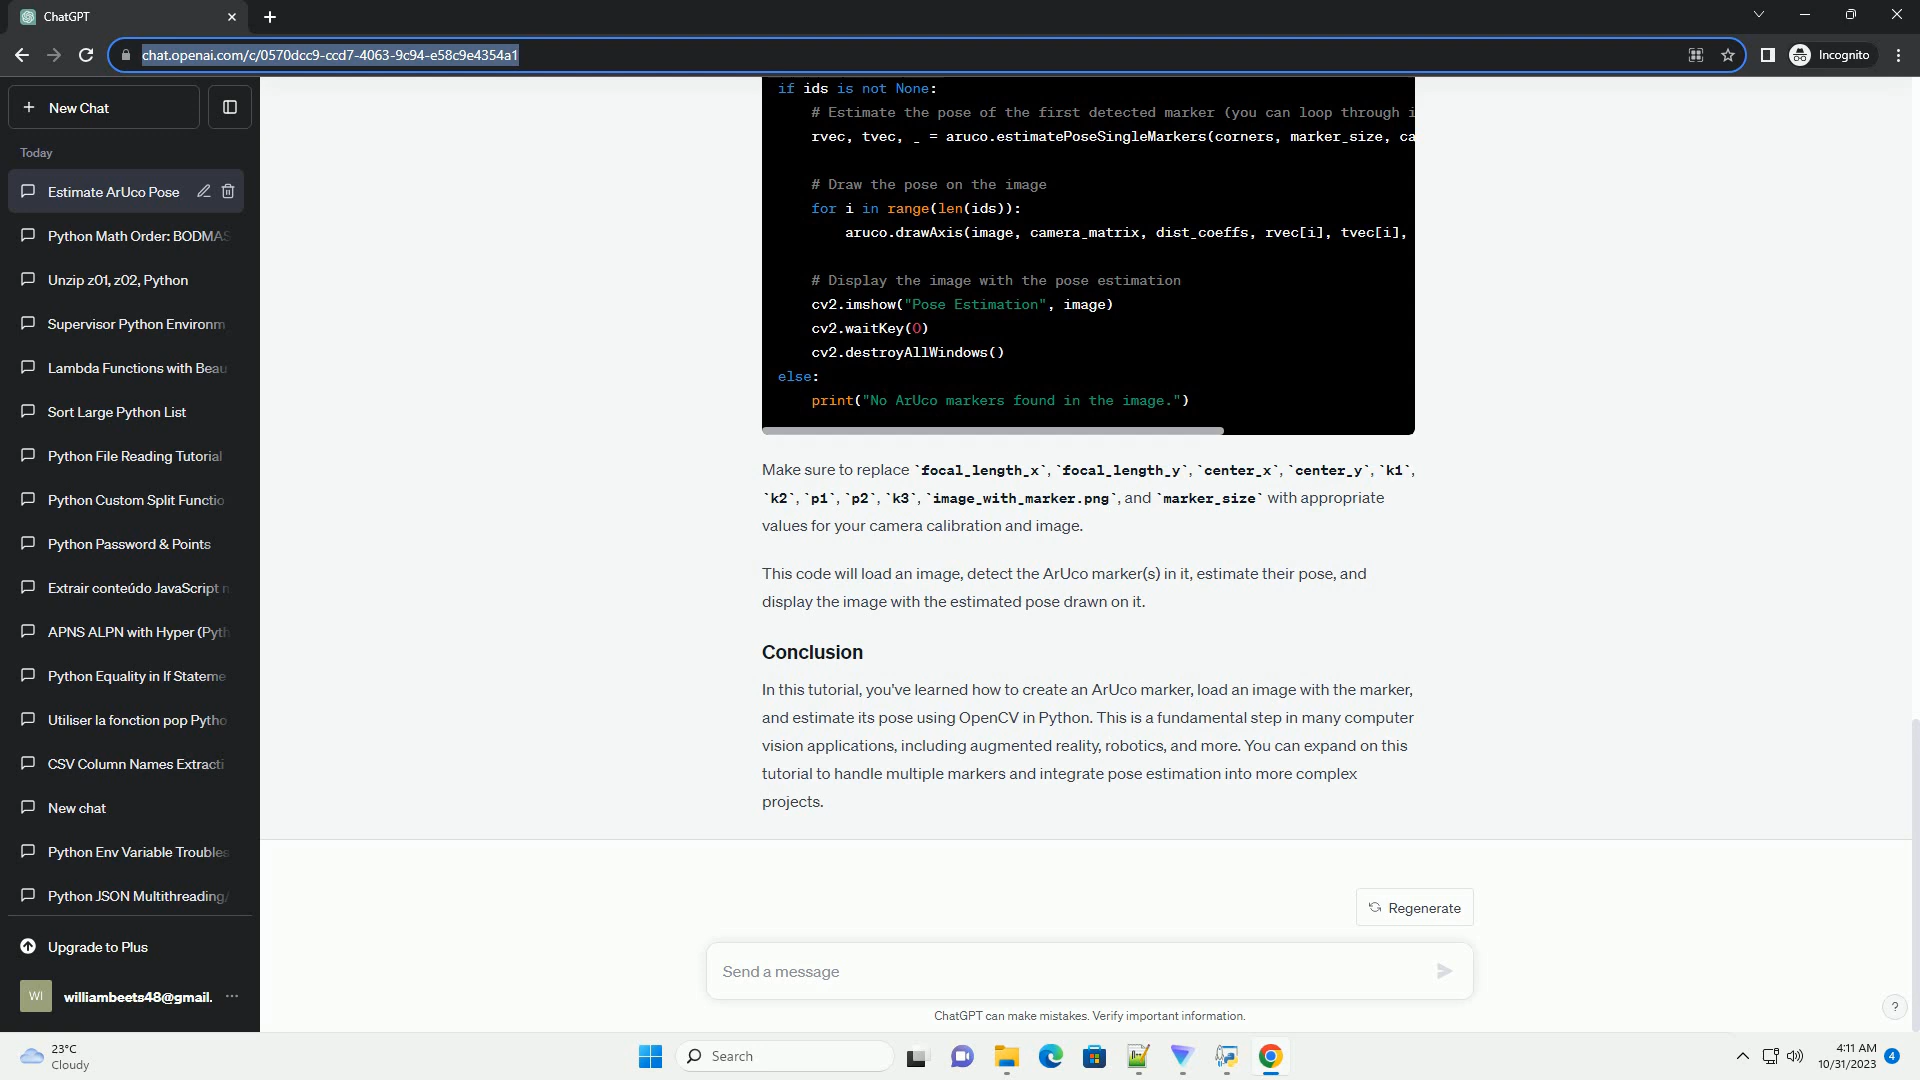 ChatGPT
chat.openai.com/c/0570dcc9-ccd7-4063-9c94-e58c9e4354a1
Incognito
New Chat
Today
Estimate ArUco Pose
Python Math Order: BODMAS
Unzip z01, z02, Python
Supervisor Python Environm
Lambda Functions with Beau
Sort Large Python List
Python File Reading Tutorial
Python Custom Split Functio
Python Password & Points
Extrair conteúdo JavaScript n
APNS ALPN with Hyper (Pyth
Python Equality in If Stateme
Utiliser la fonction pop Pytho
CSV Column Names Extracti
New chat
Python Env Variable Troubles
Python JSON Multithreading/
Upgrade to Plus
WI
williambeets48@gmail.
if ids is not None:
# Estimate the pose of the first detected marker (you can loop through i
rvec, tvec, _ = aruco.estimatePoseSingleMarkers(corners, marker_size, ca
# Draw the pose on the image
for i in range(len(ids)):
aruco.drawAxis(image, camera_matrix, dist_coeffs, rvec[i], tvec[i],
# Display the image with the pose estimation
cv2.imshow("Pose Estimation", image)
cv2.waitKey(0)
cv2.destroyAllWindows()
else:
print("No ArUco markers found in the image.")
Make sure to replace `focal_length_x`, `focal_length_y`, `center_x`, `center_y`, `k1`,
`k2`, `p1`, `p2`, `k3`, `image_with_marker.png`, and `marker_size` with appropriate
values for your camera calibration and image.
This code will load an image, detect the ArUco marker(s) in it, estimate their pose, and
display the image with the estimated pose drawn on it.
Conclusion
In this tutorial, you've learned how to create an ArUco marker, load an image with the marker,
and estimate its pose using OpenCV in Python. This is a fundamental step in many computer
vision applications, including augmented reality, robotics, and more. You can expand on this
tutorial to handle multiple markers and integrate pose estimation into more complex
projects.
Regenerate
Send a message
ChatGPT can make mistakes. Verify important information.
?
23°C
Cloudy
Search
4:11 AM
10/31/2023
4